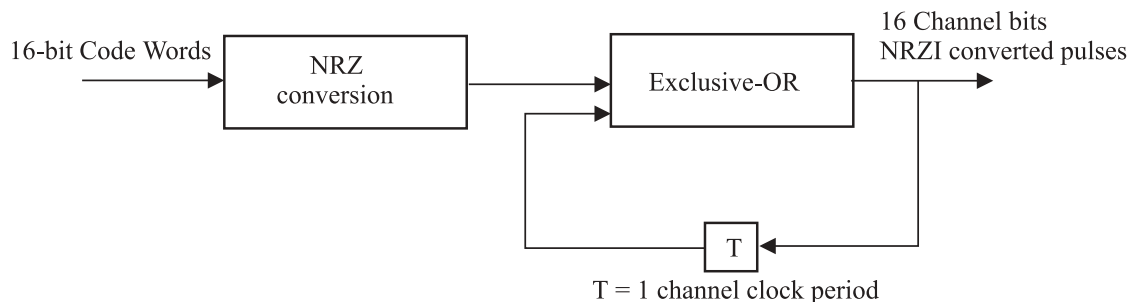 16-bit Code Words
NRZ
conversion
Exclusive-OR
16 Channel bits
NRZI converted pulses
T
T = 1 channel clock period